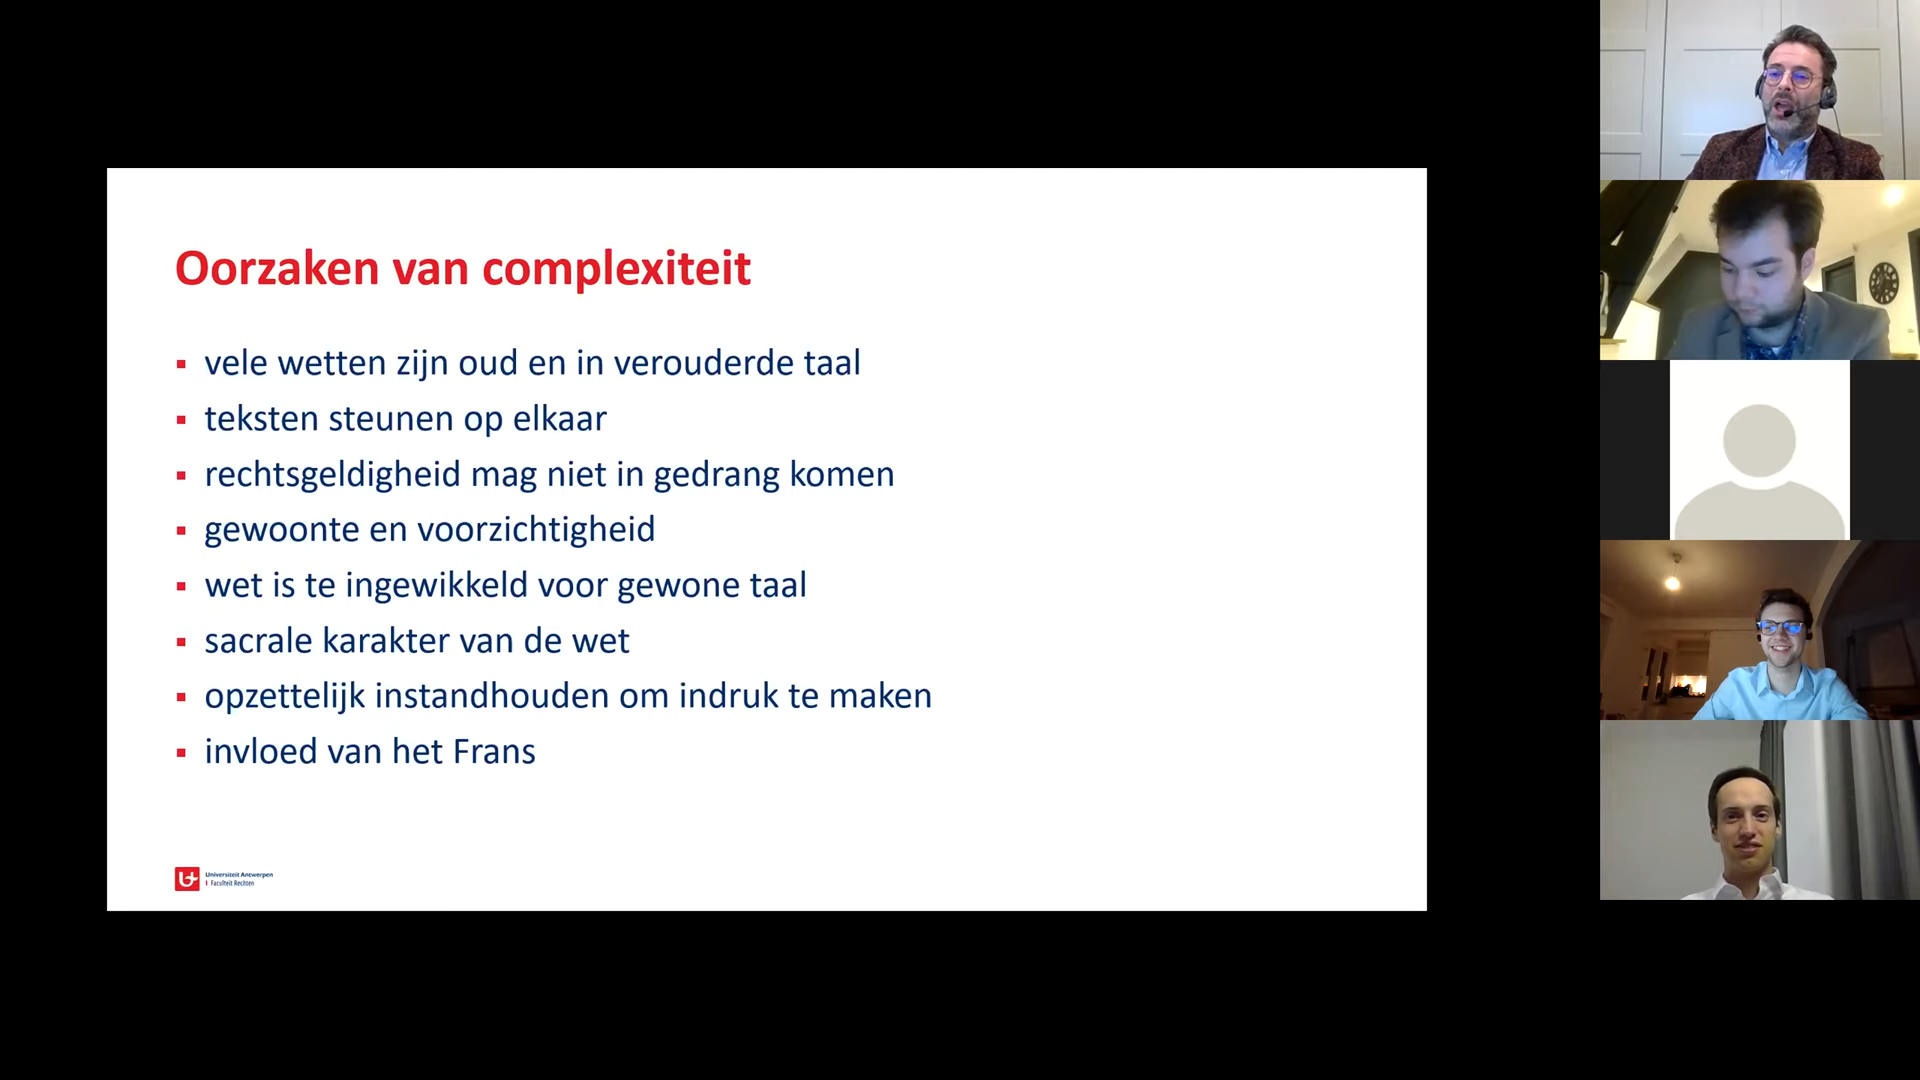 Oorzaken van complexiteit
vele wetten zijn oud en in verouderde taal
teksten steunen op elkaar
rechtsgeldigheid mag niet in gedrang komen
gewoonte en voorzichtigheid
wet is te ingewikkeld voor gewone taal
sacrale karakter van de wet
opzettelijk instandhouden om indruk te maken
invloed van het Frans
Universiteit Antwerpen
Faculteit Rechten